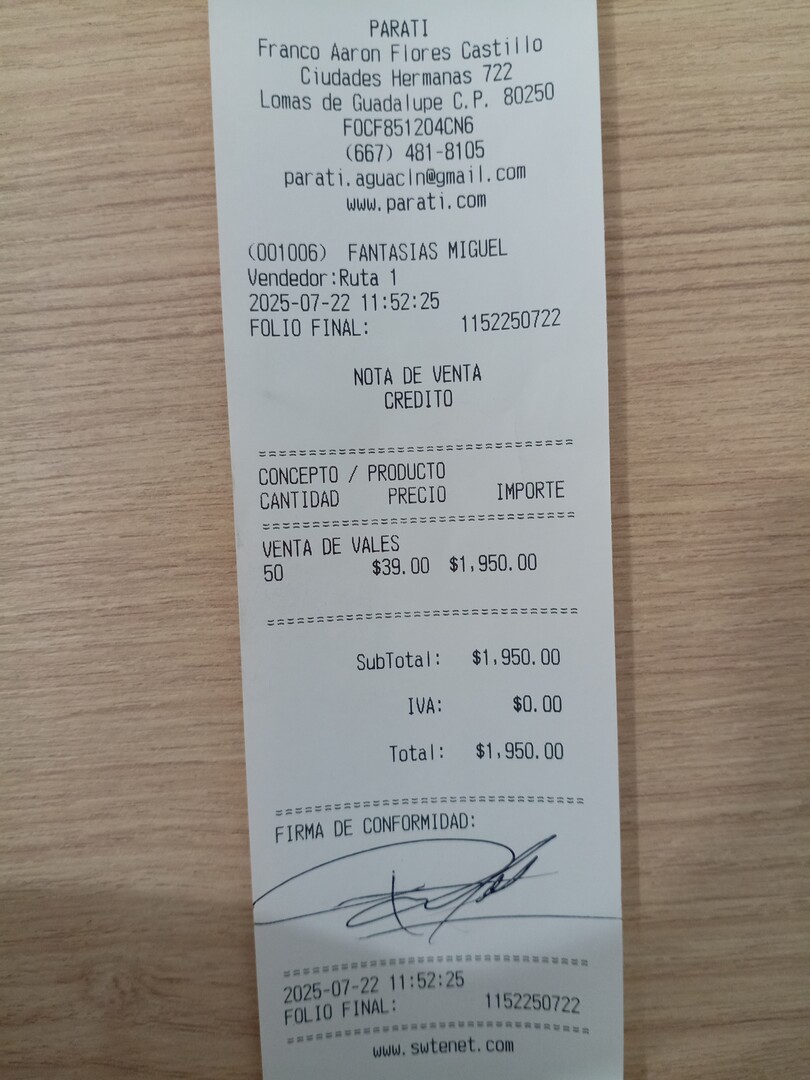 PARATI
Franco Aaron Flores Castillo
Ciudades Hermanas 722
Lomas de Guadalupe C.P. 80250
FOCF851204CN6
(667) 481-8105
parati.aguacln@gmail.com
www.parati.com
(001006) FANTASIAS MIGUEL
Vendedor:Ruta 1
2025-07-22 11:52:25
FOLIO FINAL: 1152250722
NOTA DE VENTA
CREDITO
================================
CONCEPTO / PRODUCTO
CANTIDAD PRECIO IMPORTE
================================
VENTA DE VALES
50 $39.00 $1,950.00
================================
SubTotal: $1,950.00
IVA: $0.00
Total: $1,950.00
================================
FIRMA DE CONFORMIDAD:
================================
2025-07-22 11:52:25
FOLIO FINAL: 1152250722
================================
www.swtenet.com